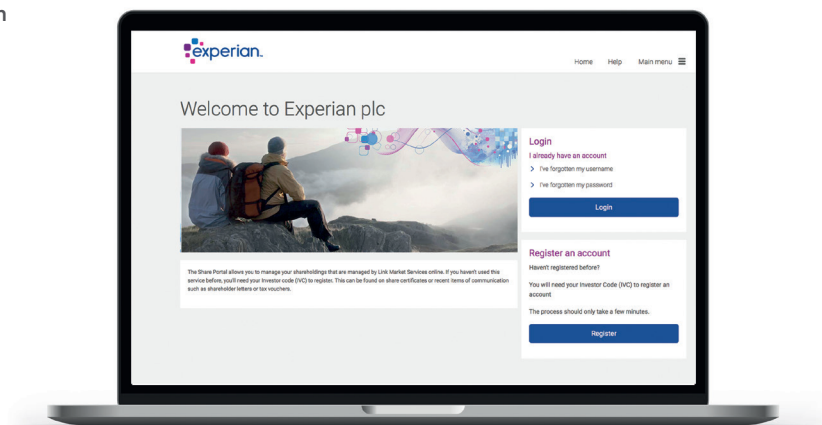 n
experian.
Home Help Main menu
Welcome to Experian plc
Login
I already have an account
I've forgotten my username
I've forgotten my password
Login
The Share Portal allows you to manage your shareholdings that are managed by Link Market Services online. If you haven't used this
service before, you'll need your Investor code (IVC) to register. This can be found on share certificates or recent items of communication
such as shareholder letters or tax vouchers.
Register an account
Haven't registered before?
You will need your Investor Code (IVC) to register an
account
The process should only take a few minutes.
Register